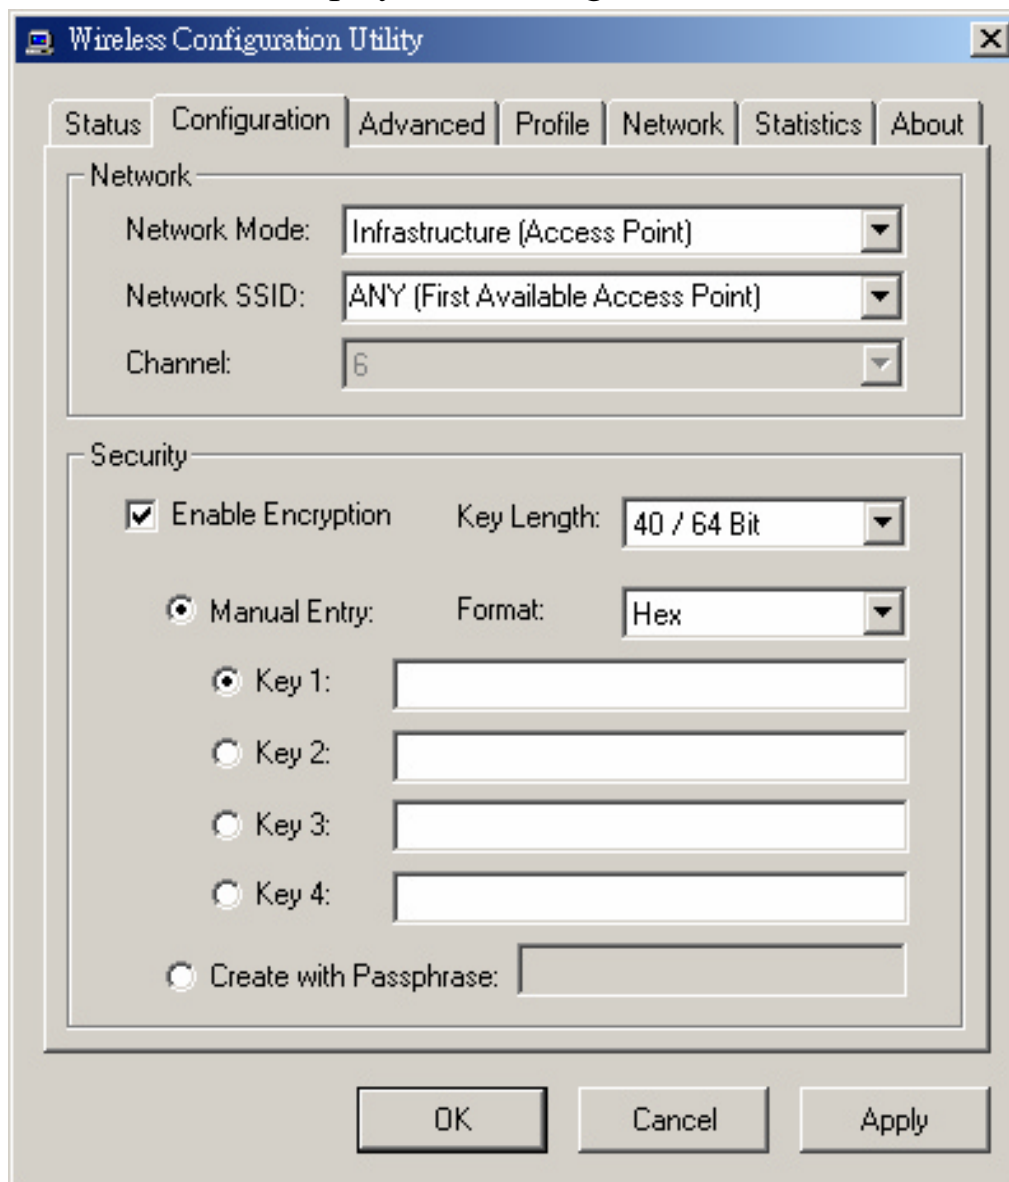 Wireless Configuration Utility
Status Configuration Advanced Profile Network Statistics About
Network
Network Mode: Infrastructure (Access Point)
Network SSID: ANY (First Available Access Point)
Channel: 6
Security
Enable Encryption Key Length: 40 / 64 Bit
Manual Entry: Format: Hex
Key 1:
Key 2:
Key 3:
Key 4:
Create with Passphrase:
OK Cancel Apply